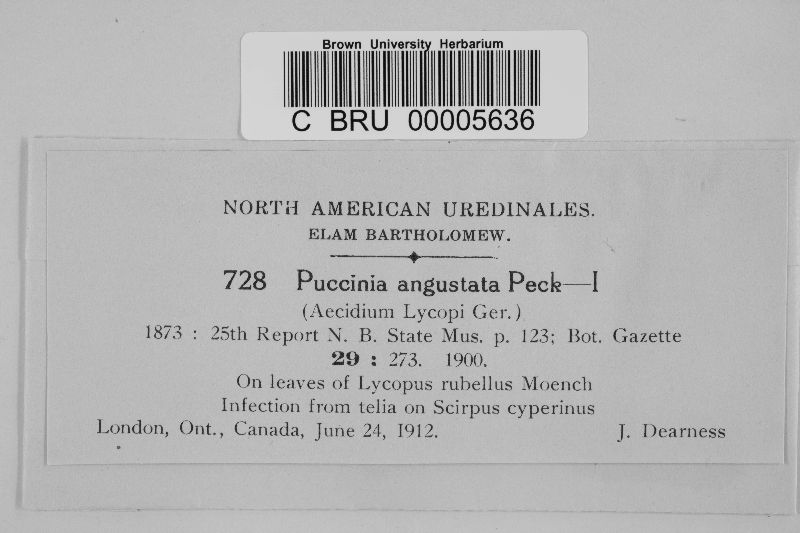 Brown University Herbarium
C BRU 00005636
NORTH AMERICAN UREDINALES.
ELAM BARTHOLOMEW.
728 Puccinia angustata Peck—I
(Aecidium Lycopi Ger.)
1873 : 25th Report N. B. State Mus. p. 123; Bot. Gazette
29 : 273. 1900.
On leaves of Lycopus rubellus Moench
Infection from telia on Scirpus cyperinus
London, Ont., Canada, June 24, 1912. J. Dearness